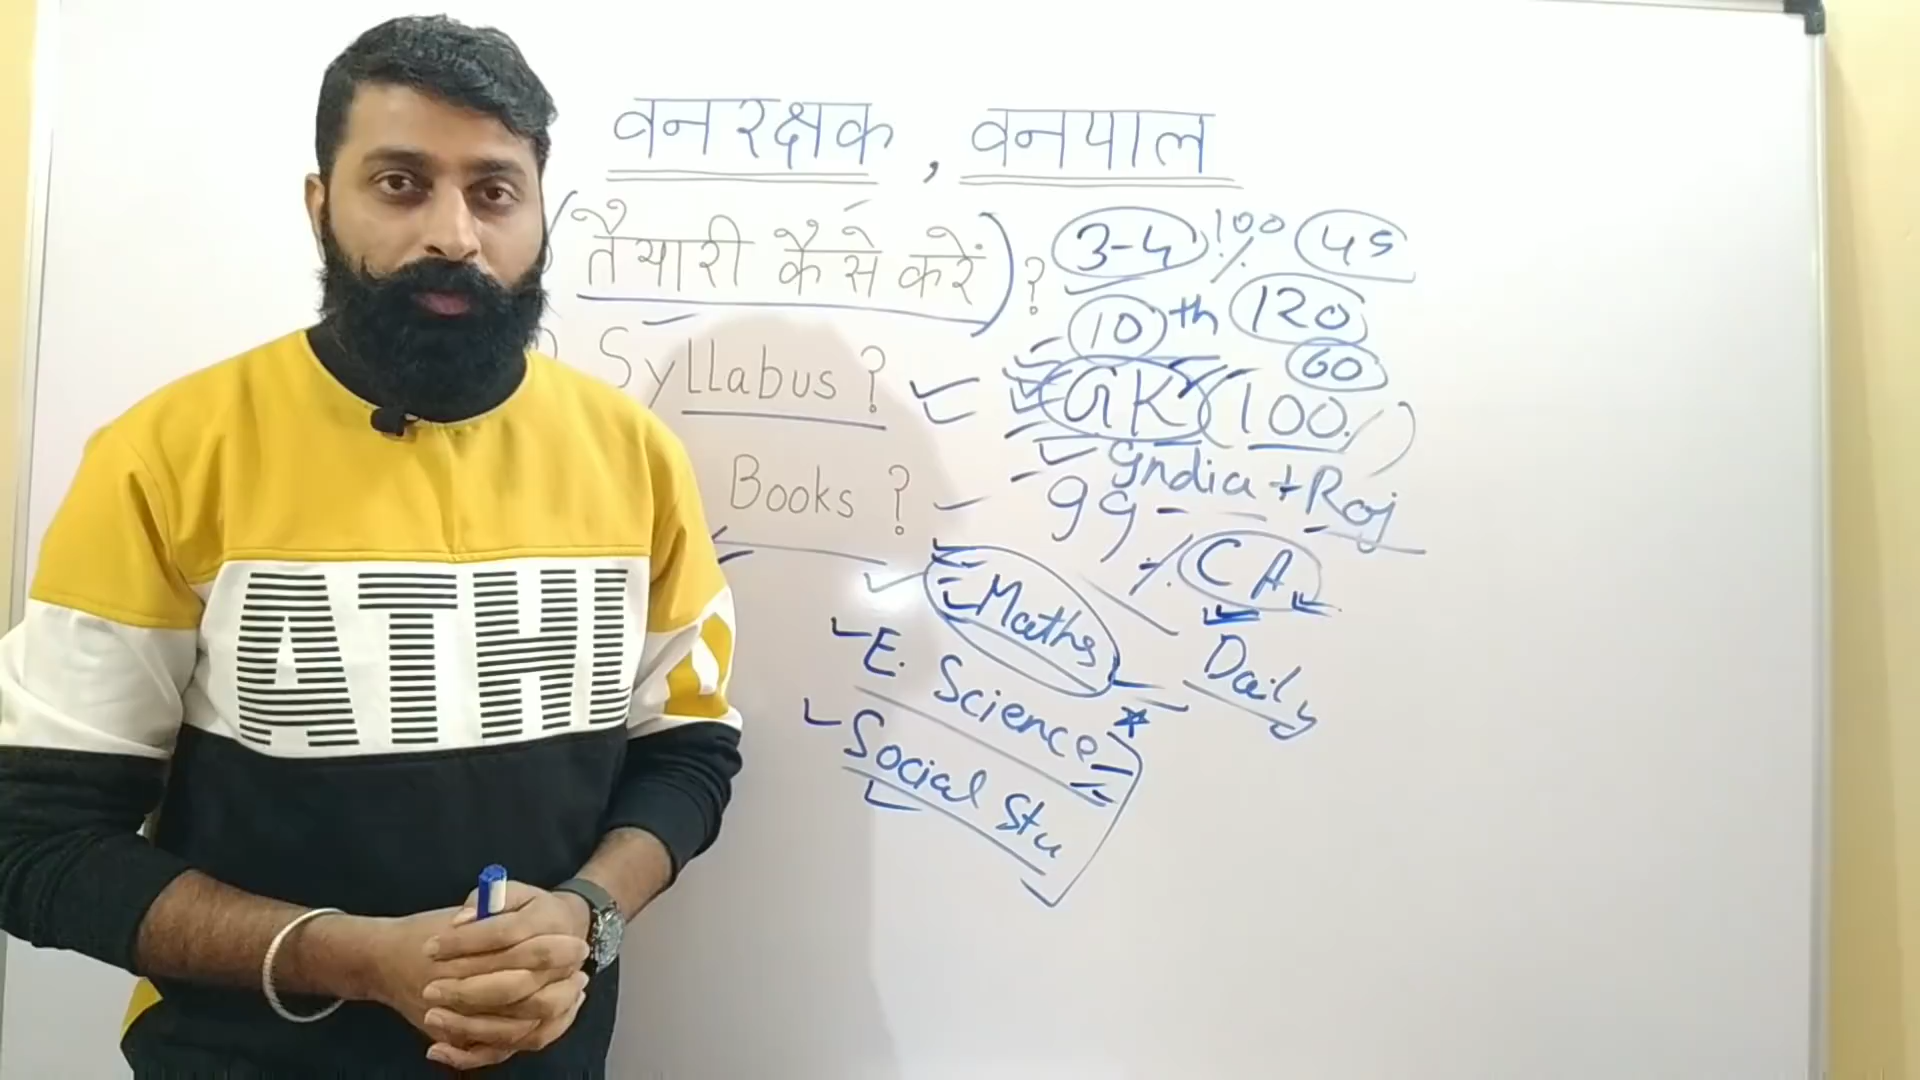 वनरक्षक, वनपाल
(तैयारी कैसे करें)?
3-4 100% 45
10th 120
60
Syllabus?
GK (100)
India + Raj
Books?
99% CA
Daily
Maths
E. Science
Social Stu
ATH